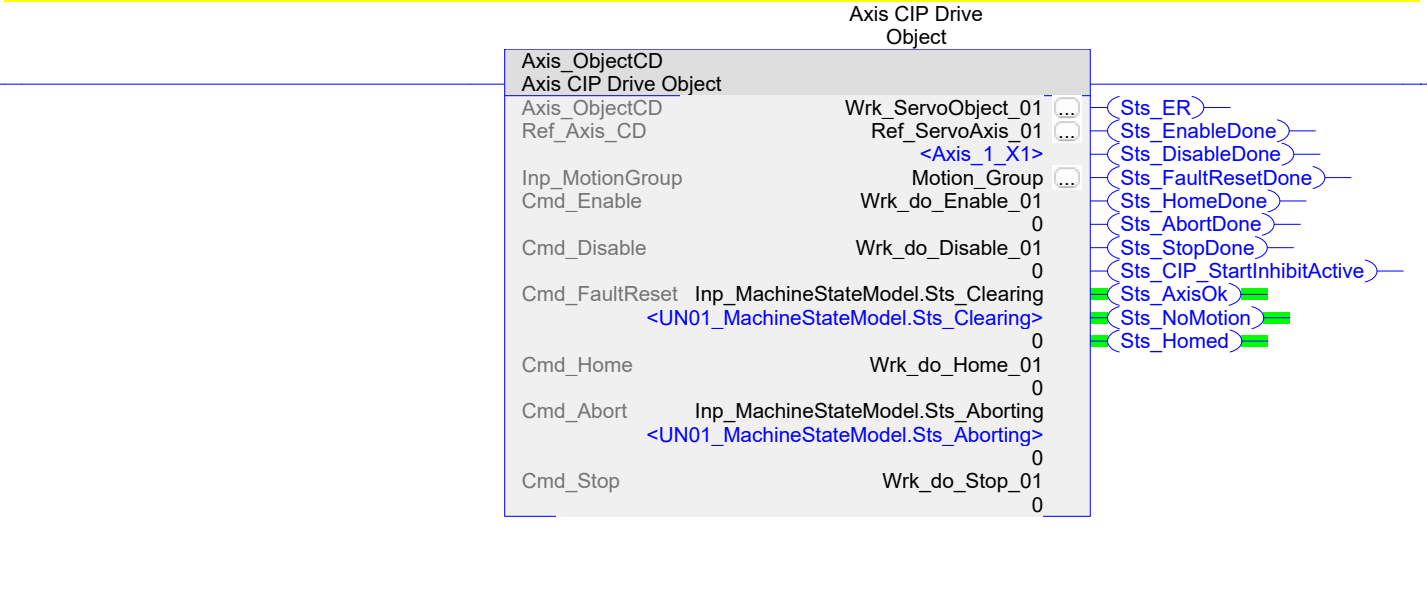 Axis CIP Drive
Object
Axis_ObjectCD
Axis CIP Drive Object
Axis_ObjectCD Wrk_ServoObject_01 ... Sts_ER
Ref_Axis_CD Ref_ServoAxis_01 ... Sts_EnableDone
<Axis_1_X1> Sts_DisableDone
Inp_MotionGroup Motion_Group ... Sts_FaultResetDone
Cmd_Enable Wrk_do_Enable_01 Sts_HomeDone
0 Sts_AbortDone
Cmd_Disable Wrk_do_Disable_01 Sts_StopDone
0 Sts_CIP_StartInhibitActive
Cmd_FaultReset Inp_MachineStateModel.Sts_Clearing Sts_AxisOk
<UN01_MachineStateModel.Sts_Clearing> Sts_NoMotion
0 Sts_Homed
Cmd_Home Wrk_do_Home_01
0
Cmd_Abort Inp_MachineStateModel.Sts_Aborting
<UN01_MachineStateModel.Sts_Aborting>
0
Cmd_Stop Wrk_do_Stop_01
0